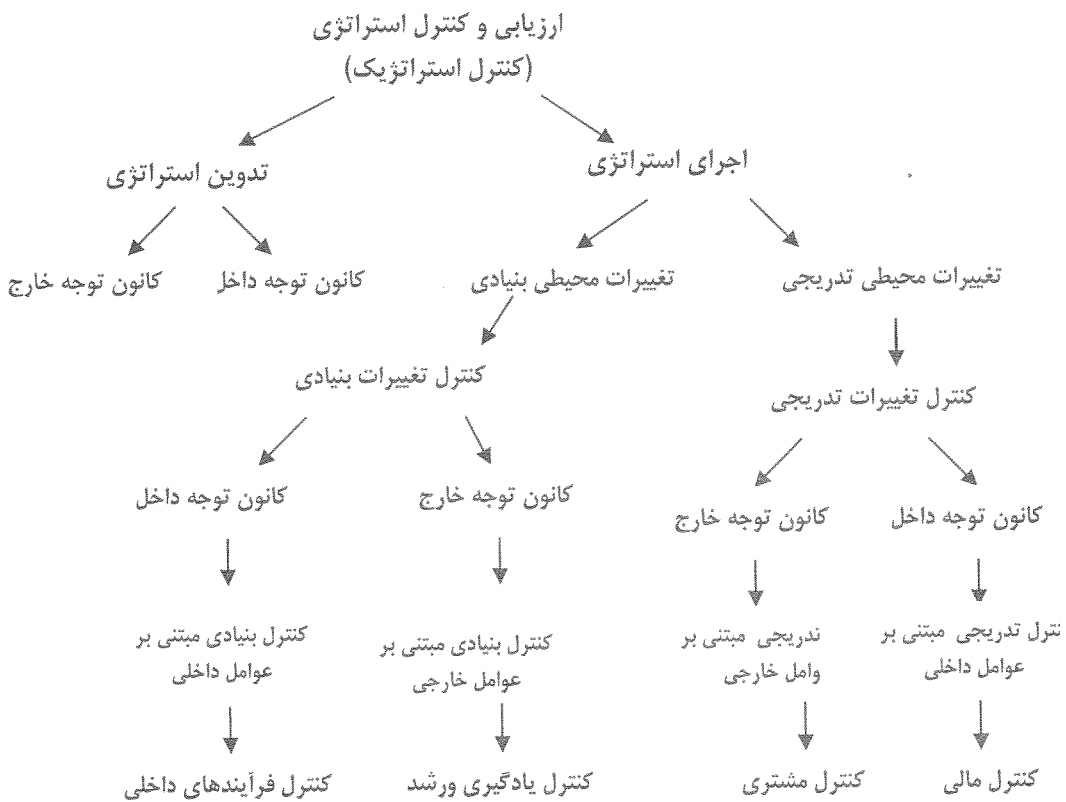 ارزیابی و کنترل استراتژی
(کنترل استراتژیک)
اجرای استراتژی
تدوین استراتژی
تغییرات محیطی تدریجی
تغییرات محیطی بنیادی
کانون توجه داخل
کانون توجه خارج
کنترل تغییرات بنیادی
کنترل تغییرات تدریجی
کانون توجه خارج
کانون توجه داخل
کانون توجه داخل
کانون توجه خارج
نترل تدریجی مبتنی بر
عوامل داخلی
تدریجی مبتنی بر
وامل خارجی
کنترل بنیادی مبتنی بر
عوامل خارجی
کنترل بنیادی مبتنی بر
عوامل داخلی
کنترل مالی
کنترل مشتری
کنترل یادگیری ورشد
کنترل فرآیندهای داخلی